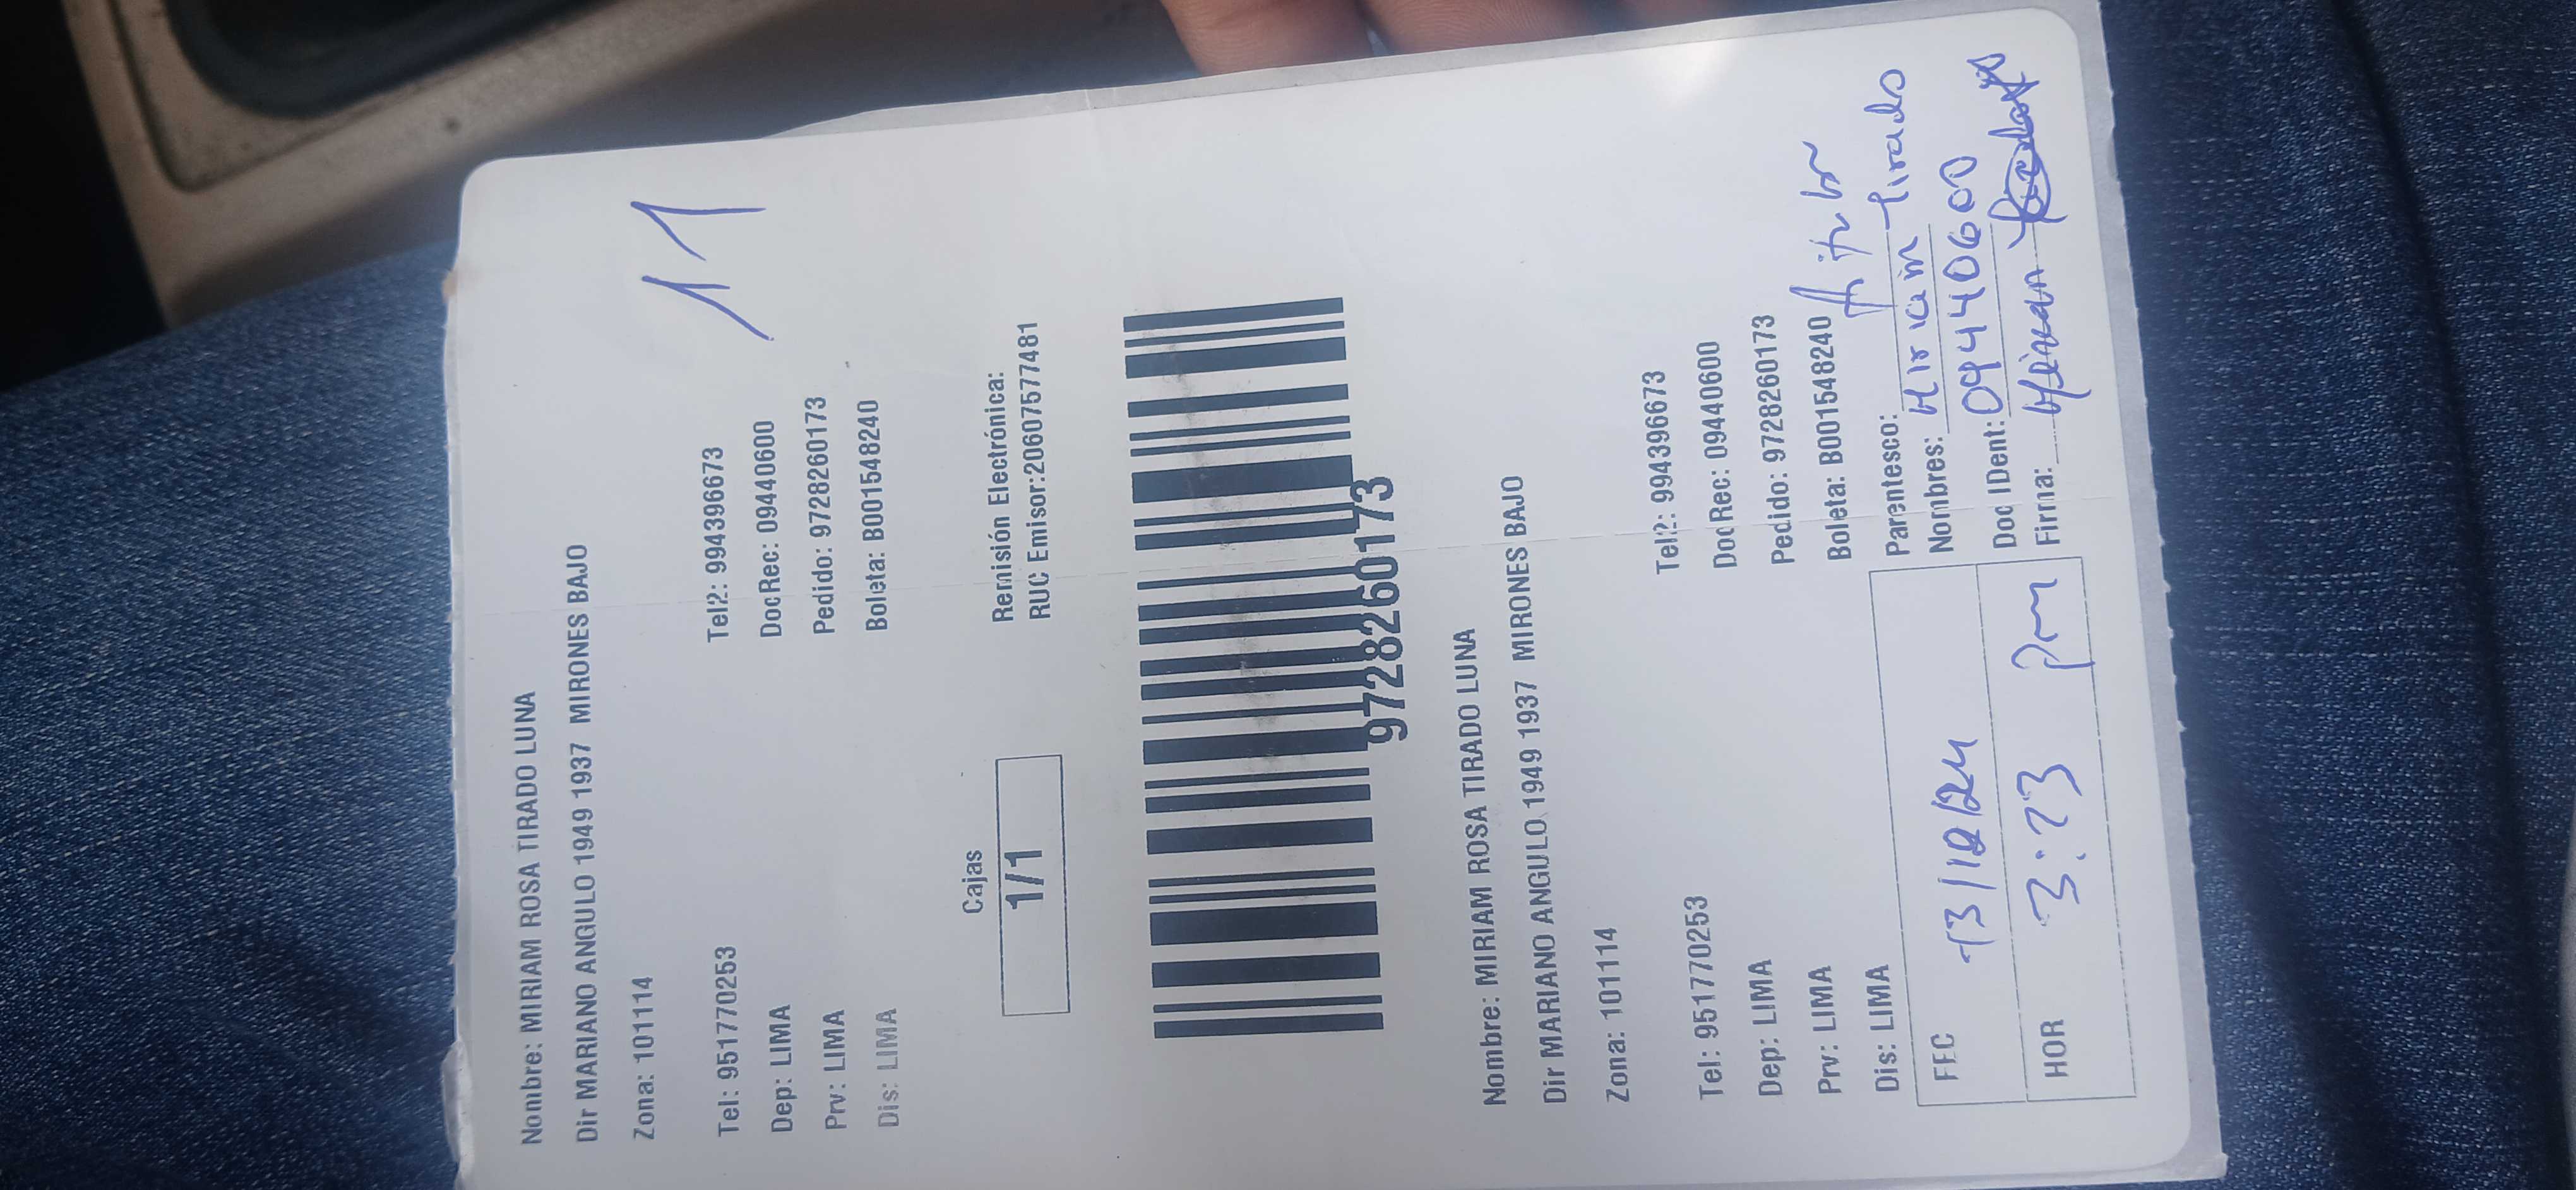 Nombre: MIRIAM ROSA TIRADO LUNA
Dir MARIANO ANGULO 1949 1937 MIRONES BAJO
Zona: 101114
11
Tel: 951770253 Tel2: 994396673
Dep: LIMA DocRec: 09440600
Prv: LIMA Pedido: 97282260173
Dis: LIMA Boleta: B001548240
Cajas
1/1
Remisión Electrónica:
RUC Emisor:20607577481
97282260173
Nombre: MIRIAM ROSA TIRADO LUNA
Dir MARIANO ANGULO 1949 1937 MIRONES BAJO
Zona: 101114
Tel: 951770253 Tel2: 994396673
Dep: LIMA DocRec: 09440600
Prv: LIMA Pedido: 97282260173
Dis: LIMA Boleta: B001548240
Parentesco:
FEC 13/12/24 Nombres: Miriam Tirado
Doc IDent: 09440600
HOR 3:23 Pm Firma: